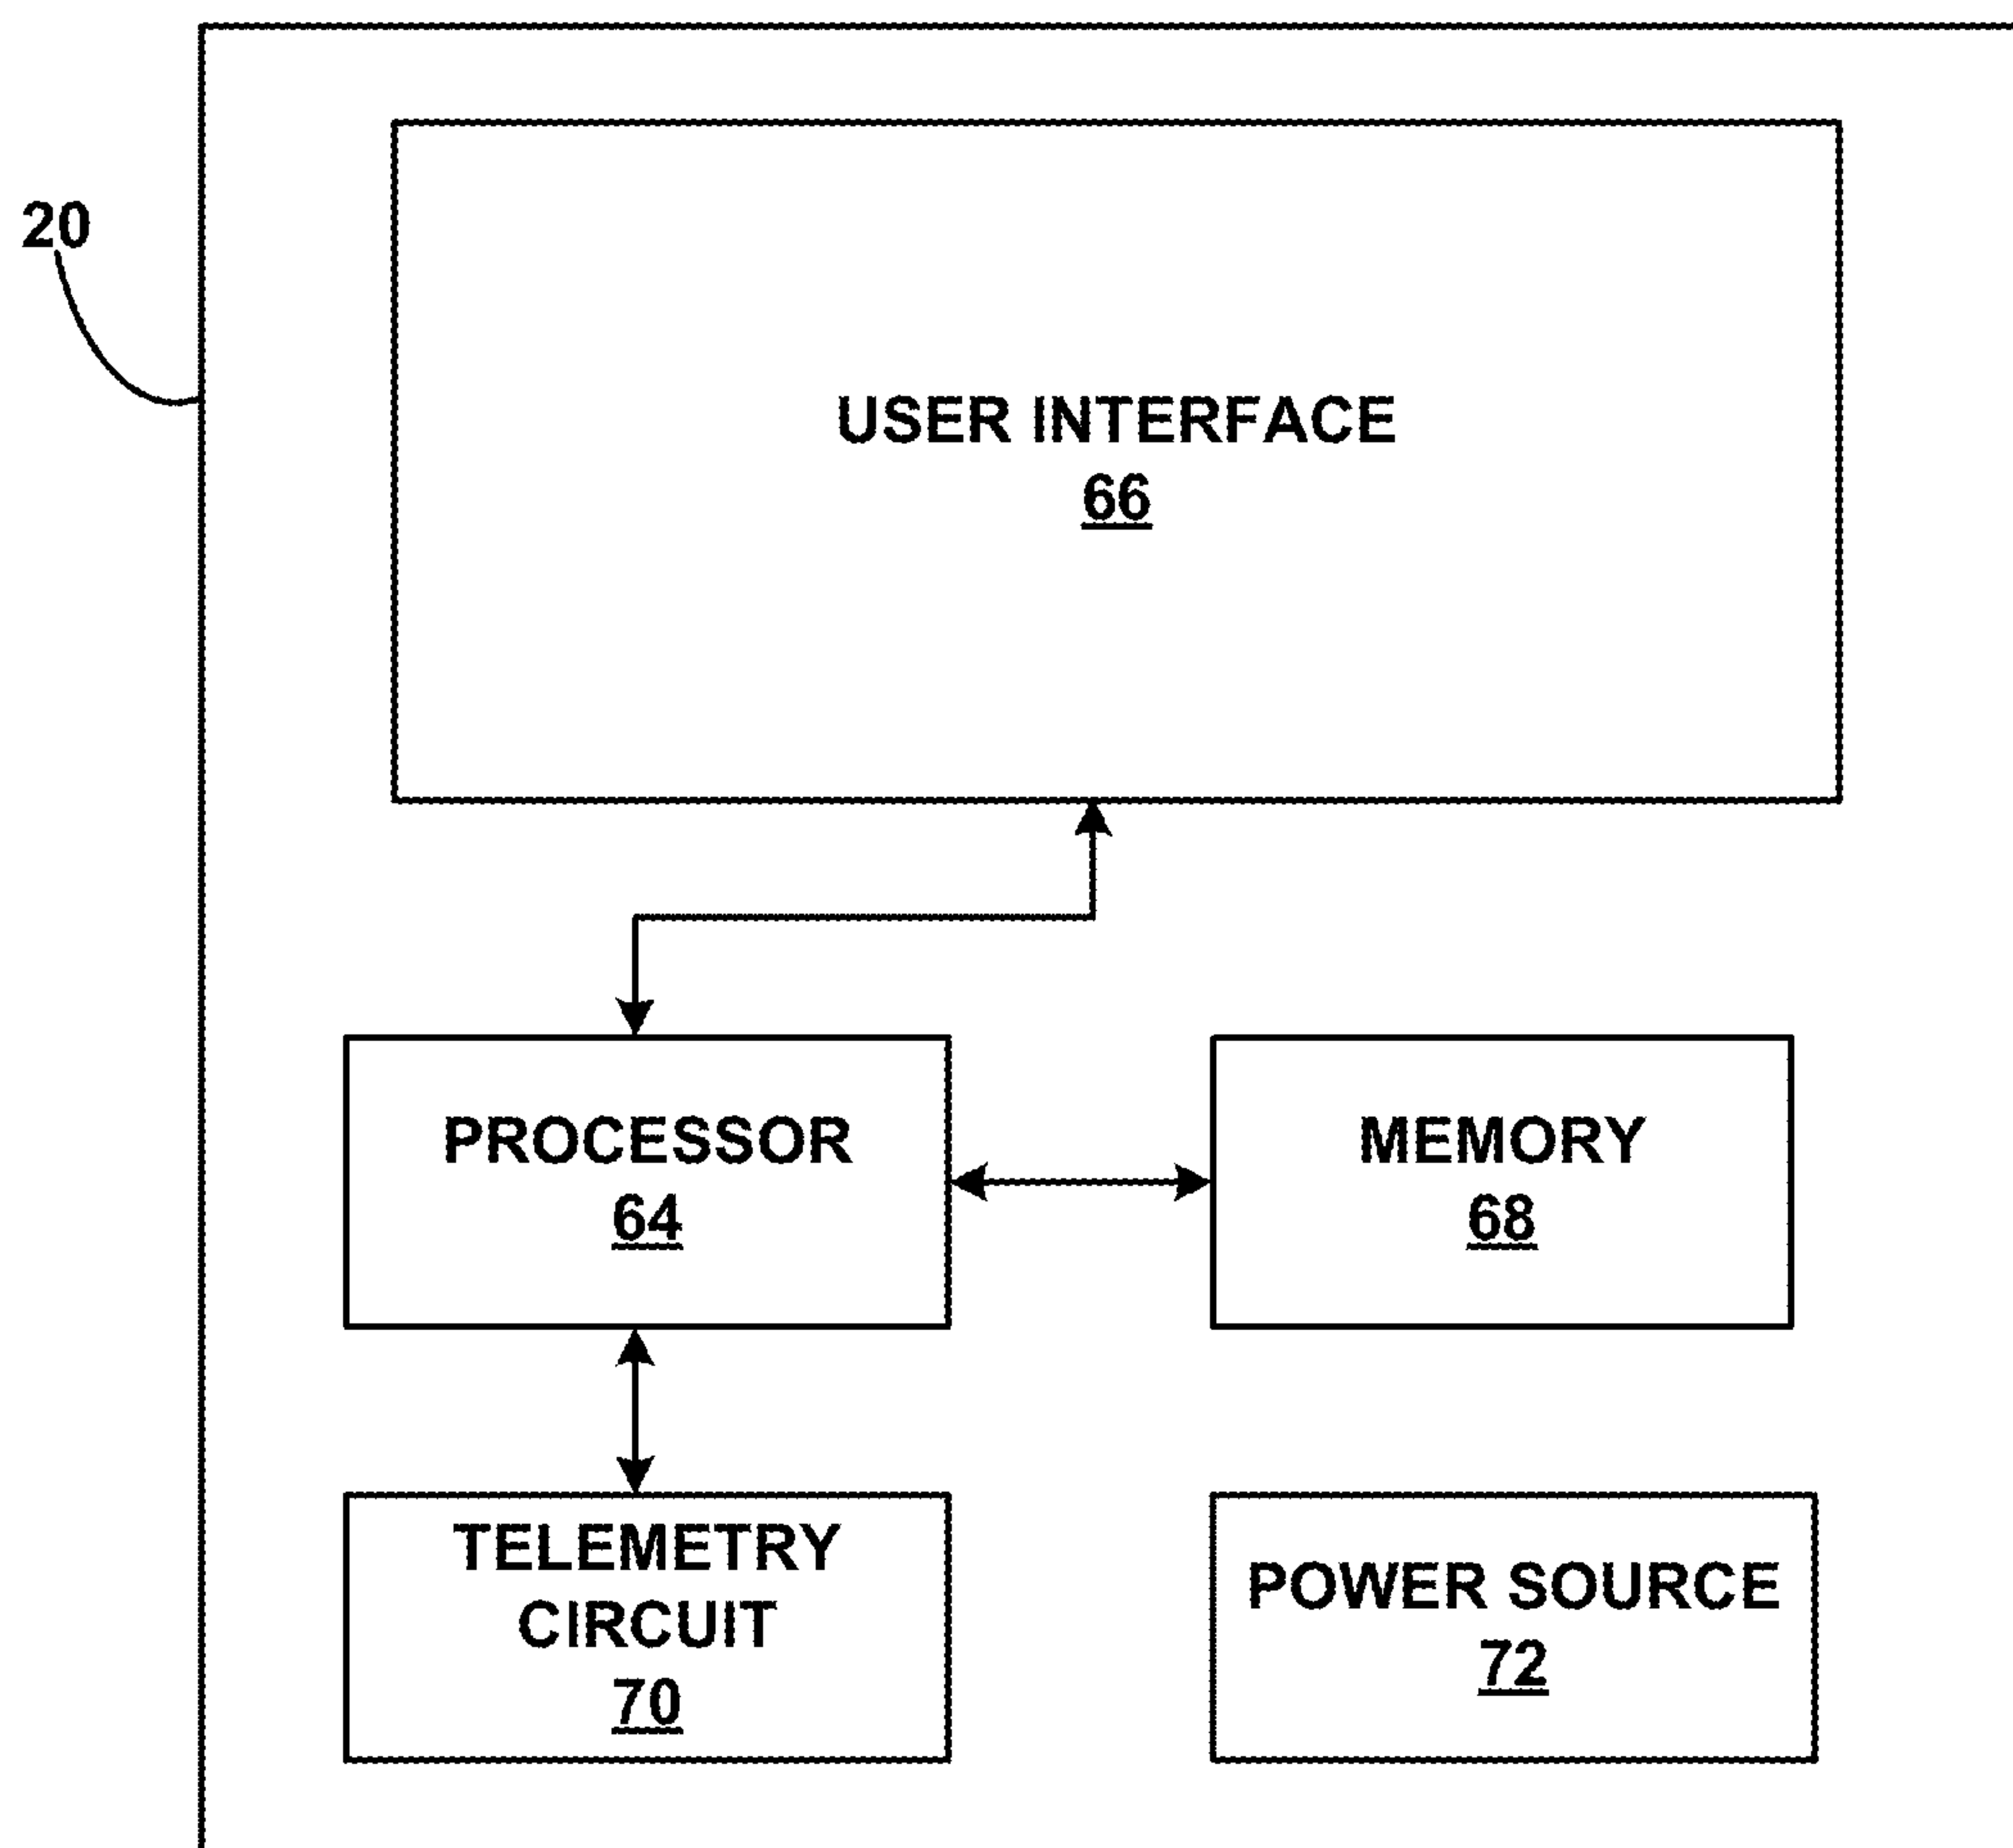 20
USER INTERFACE
66
PROCESSOR
64
MEMORY
68
TELEMETRY
CIRCUIT
70
POWER SOURCE
72